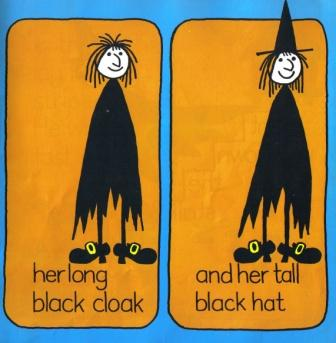 her long
black cloak
and her tall
black hat